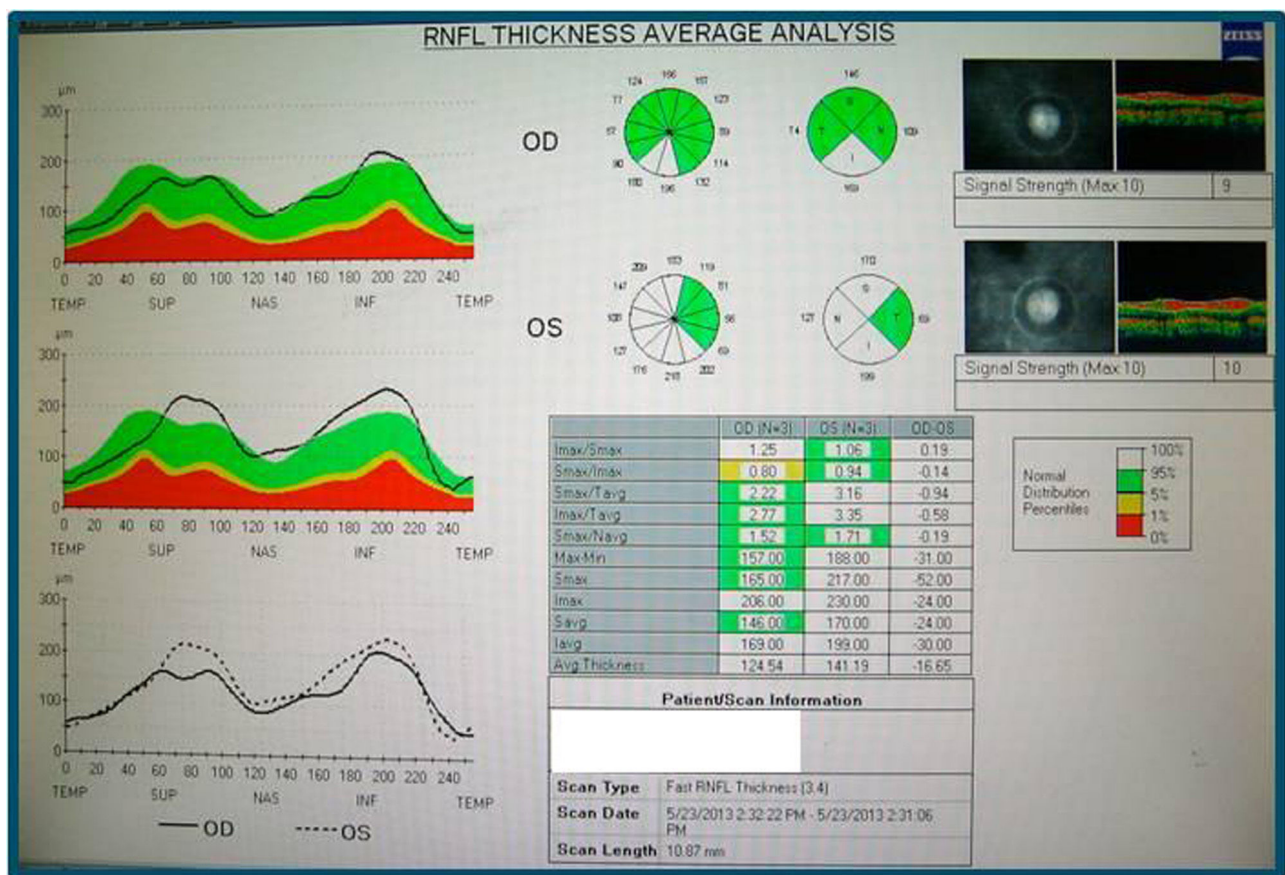 RNFL THICKNESS AVERAGE ANALYSIS
ZEISS
µm
300
200
100
0
0 20 40 60 80 100 120 140 160 180 200 220 240
TEMP SUP NAS INF TEMP
OD
124 166 157
77 123
57 89
90 114
180 196 132
146
74 S 109
T N
I
169
Signal Strength (Max 10) 9
µm
300
200
100
0
0 20 40 60 80 100 120 140 160 180 200 220 240
TEMP SUP NAS INF TEMP
OS
209 183 119
147 81
127 69
176 218 202
170
S
127 N T 69
I
199
Signal Strength (Max 10) 10
OD (N=3) OS (N=3) OD-OS
Imax/Smax 1.25 1.06 0.19
Smax/Imax 0.80 0.94 -0.14
Smax/Tavg 2.22 3.16 -0.94
Imax/Tavg 2.77 3.35 -0.58
Smax/Navg 1.52 1.71 -0.19
Max-Min 157.00 188.00 -31.00
Smax 165.00 217.00 -52.00
Imax 206.00 230.00 -24.00
Savg 146.00 170.00 -24.00
Iavg 169.00 199.00 -30.00
Avg Thickness 124.54 141.19 -16.65
Normal
Distribution
Percentiles
100%
95%
5%
1%
0%
µm
300
200
100
0
0 20 40 60 80 100 120 140 160 180 200 220 240
TEMP SUP NAS INF TEMP
OD OS
Patient/Scan Information
Scan Type Fast RNFL Thickness (3.4)
Scan Date 5/23/2013 2:32:22 PM - 5/23/2013 2:31:06
PM
Scan Length 10.87 mm